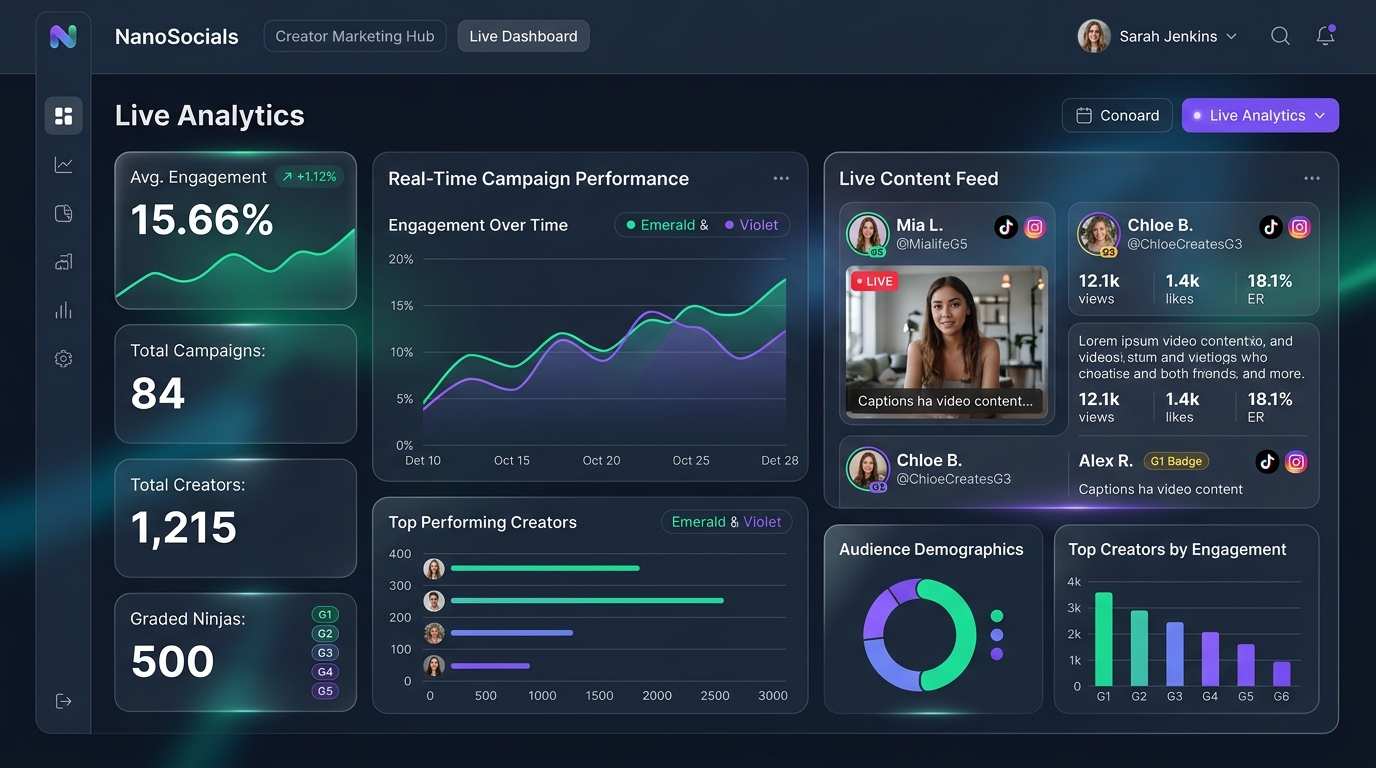 NanoSocials
Creator Marketing Hub
Live Dashboard
Sarah Jenkins
Live Analytics
Conoard
Live Analytics
Avg. Engagement
+1.12%
15.66%
Total Campaigns:
84
Total Creators:
1,215
Graded Ninjas:
500
G1
G2
G3
G4
G5
Real-Time Campaign Performance
Engagement Over Time
Emerald & Violet
20%
15%
10%
5%
0%
Det 10 Oct 15 Oct 20 Oct 25 Det 28
Top Performing Creators
Emerald & Violet
400
300
200
100
0
0 500 1000 1500 2000 2500 3000
Live Content Feed
Mia L.
@MialifeG5
LIVE
Captions ha video content...
Chloe B.
@ChioeCreatesG3
Chloe B.
@ChloeCreatesG3
12.1k 1.4k 18.1%
views likes ER
Lorem ipsum video and
and who
and both and more.
12.1k 1.4k 18.1%
views likes ER
Alex R. G1 Badge
Captions ha video content
Audience Demographics
Top Creators by Engagement
4k
3k
2k
1k
0
G1 G2 G3 G4 G5 G6